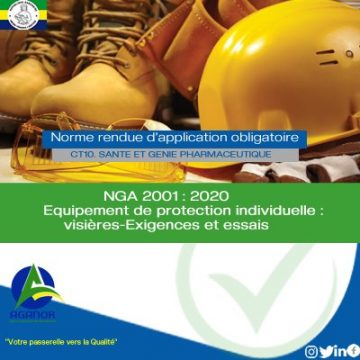 Norme rendue d'application obligatoire
CT10. SANTE ET GENIE PHARMACEUTIQUE
NGA 2001 : 2020
Equipement de protection individuelle :
visières-Exigences et essais
AGANOR
"Votre passerelle vers la Qualité"